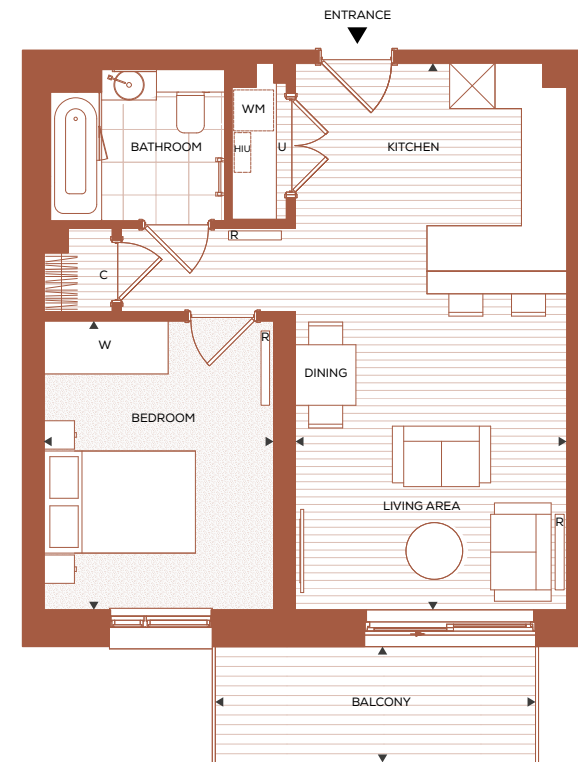 ENTRANCE
WM
BATHROOM
HIU
U
KITCHEN
R
C
W
R
DINING
BEDROOM
LIVING AREA
R
BALCONY